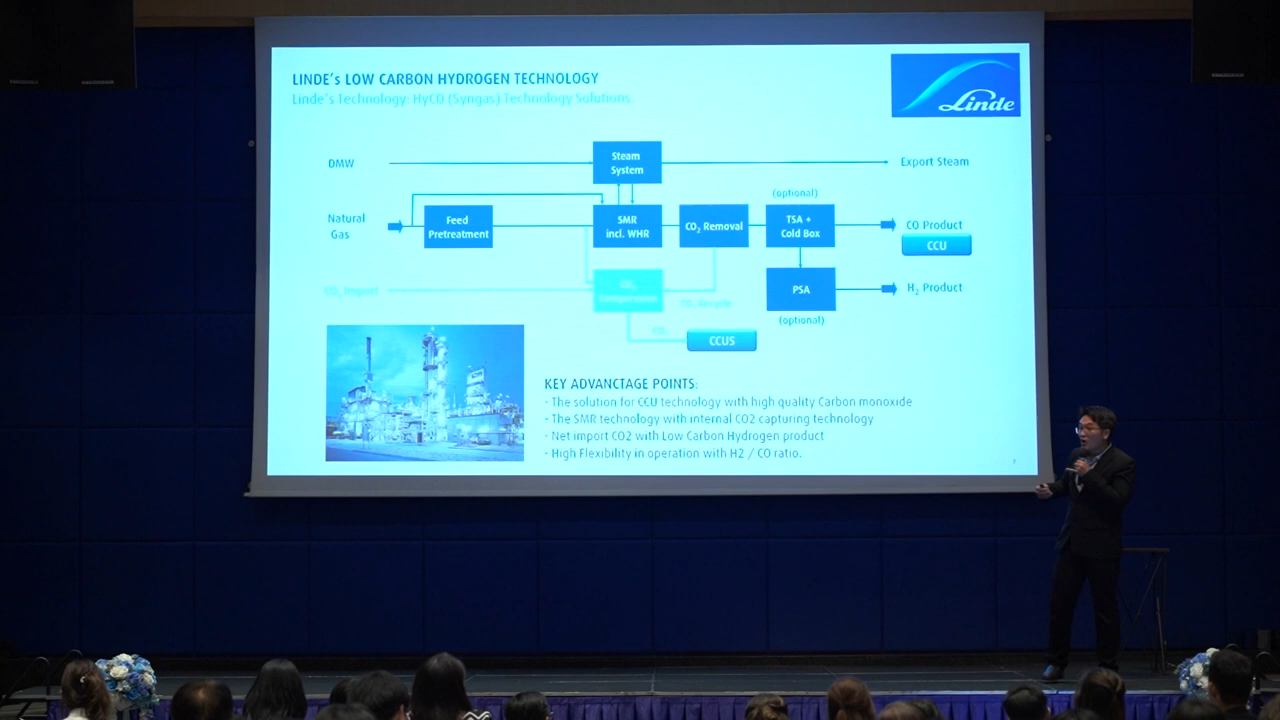 LINDE's LOW CARBON HYDROGEN TECHNOLOGY
Linde's Technology: HyCO (Syngas) Technology Solutions
Linde
DMW
Steam
System
Export Steam
(optional)
Natural
Gas
Feed
Pretreatment
SMR
incl. WHR
CO₂ Removal
TSA +
Cold Box
CO Product
CCU
CO₂ Import
CO₂
Compression
CO₂ Recycle
PSA
H₂ Product
(optional)
CO₂
CCUS
KEY ADVANCTAGE POINTS:
- The solution for CCU technology with high quality Carbon monoxide
- The SMR technology with internal CO2 capturing technology
- Net import CO2 with Low Carbon Hydrogen product
- High Flexibility in operation with H2 / CO ratio.
7